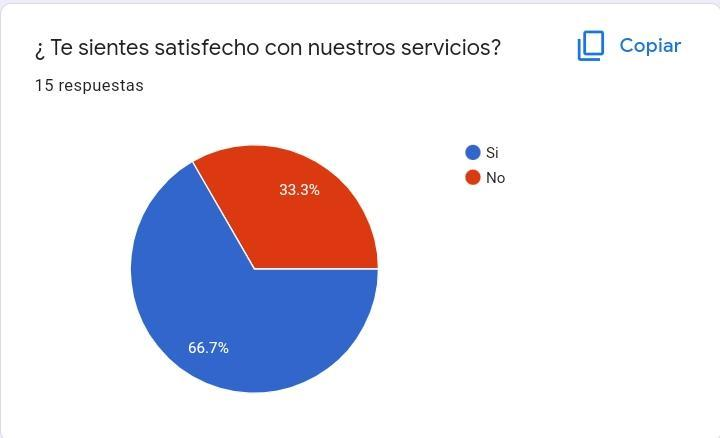 ¿ Te sientes satisfecho con nuestros servicios?
Copiar
15 respuestas
Si
No
33.3%
66.7%